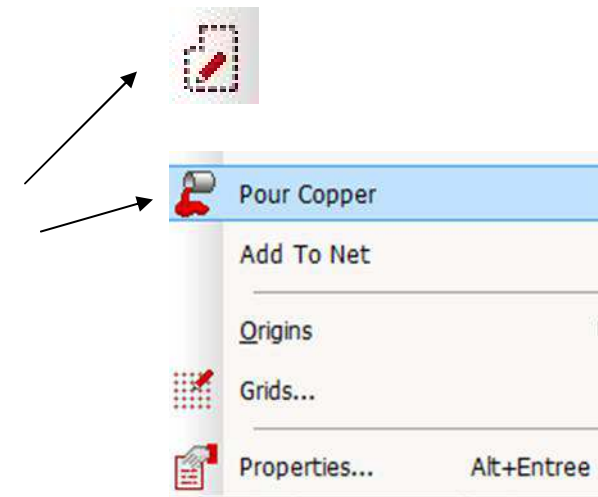 Pour Copper
Add To Net
Origins
Grids...
Properties... Alt+Entree